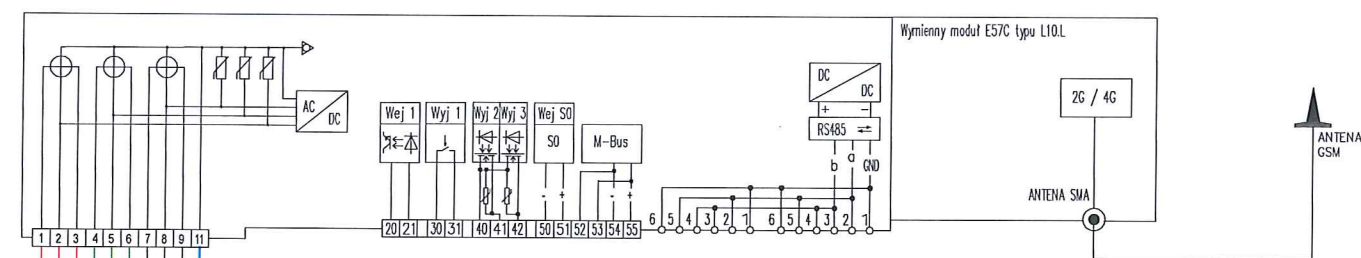 Wymienny moduł E57C typu L10.L
DC
DC
2G / 4G
AC
DC
+ −
Wej 1
Wyj 1
Wyj 2
Wyj 3
Wej S0
S0
M-Bus
RS485 ⇄
ANTENA
GSM
b a GND
- + - +
ANTENA SMA
6 5 4 3 2 1 6 5 4 3 2 1
20 21 30 31 40 41 42 50 51 52 53 54 55
1 2 3 4 5 6 7 8 9 11